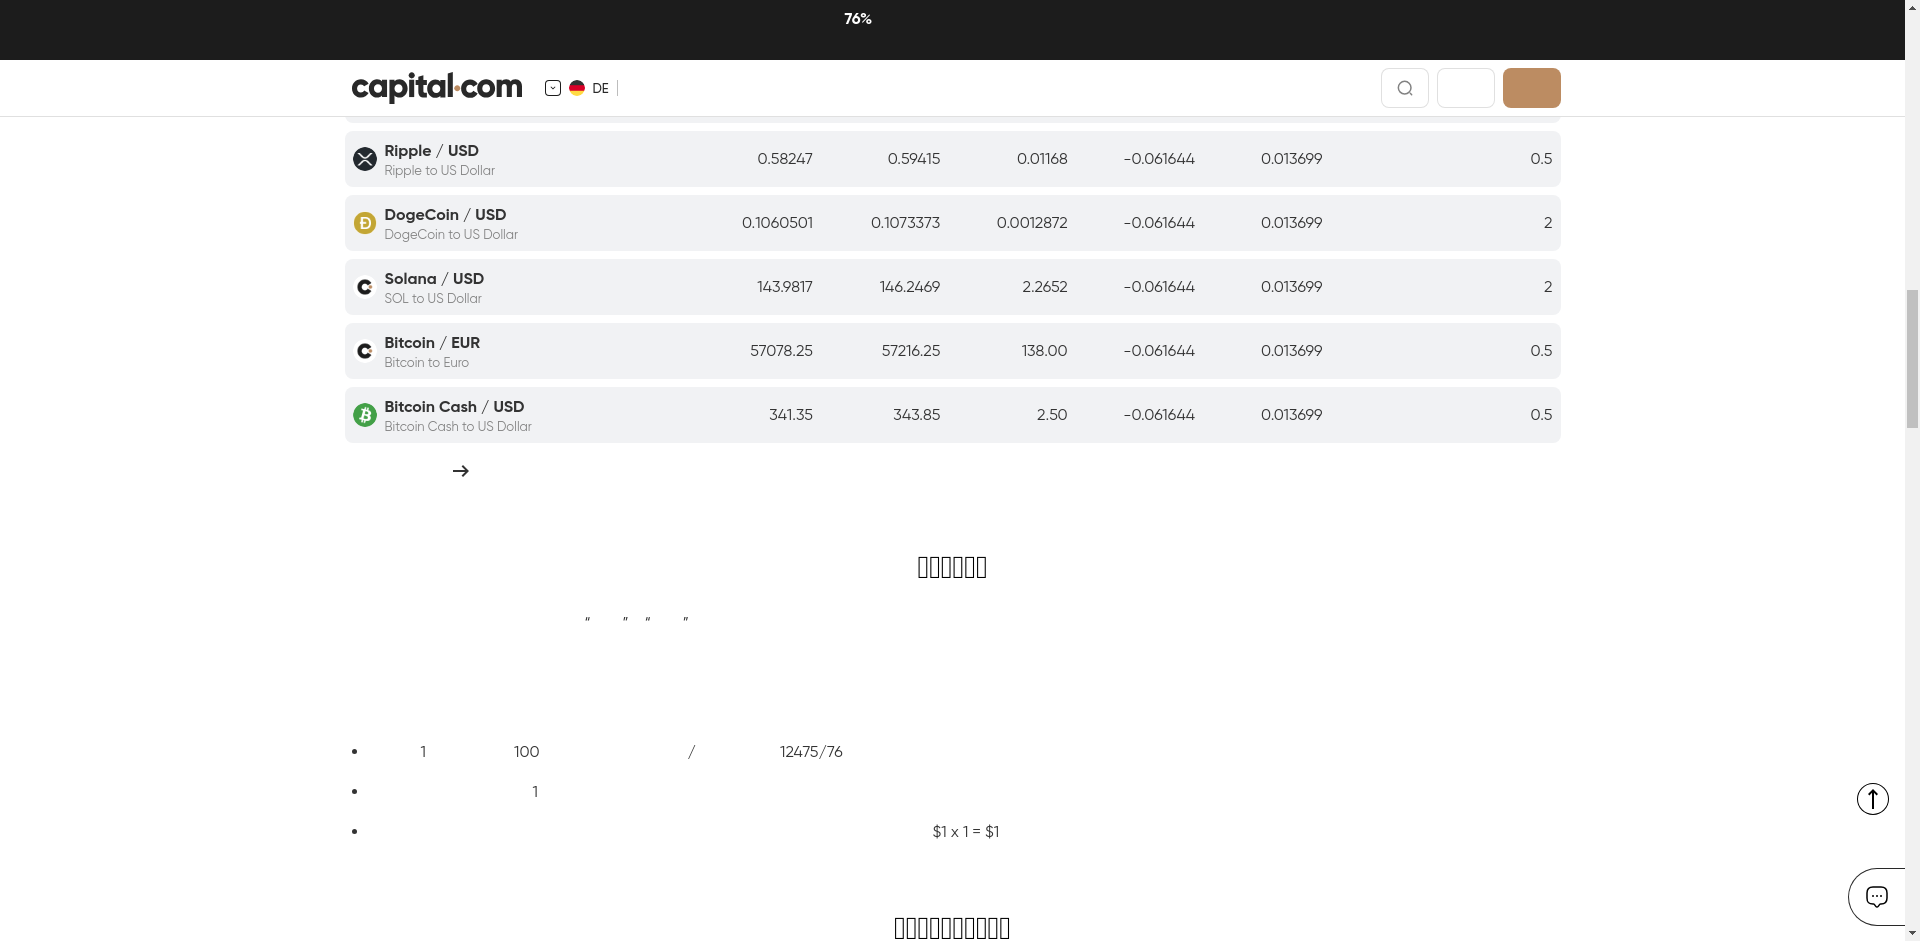 76%
capital.com DE
Ripple / USD 0.58247 0.59415 0.01168 -0.061644 0.013699 0.5
Ripple to US Dollar
DogeCoin / USD 0.1060501 0.1073373 0.0012872 -0.061644 0.013699 2
DogeCoin to US Dollar
Solana / USD 143.9817 146.2469 2.2652 -0.061644 0.013699 2
SOL to US Dollar
Bitcoin / EUR 57078.25 57216.25 138.00 -0.061644 0.013699 0.5
Bitcoin to Euro
Bitcoin Cash / USD 341.35 343.85 2.50 -0.061644 0.013699 0.5
Bitcoin Cash to US Dollar
“ ” “ ”
1 100 / 12475/76
1
$1 x 1 = $1